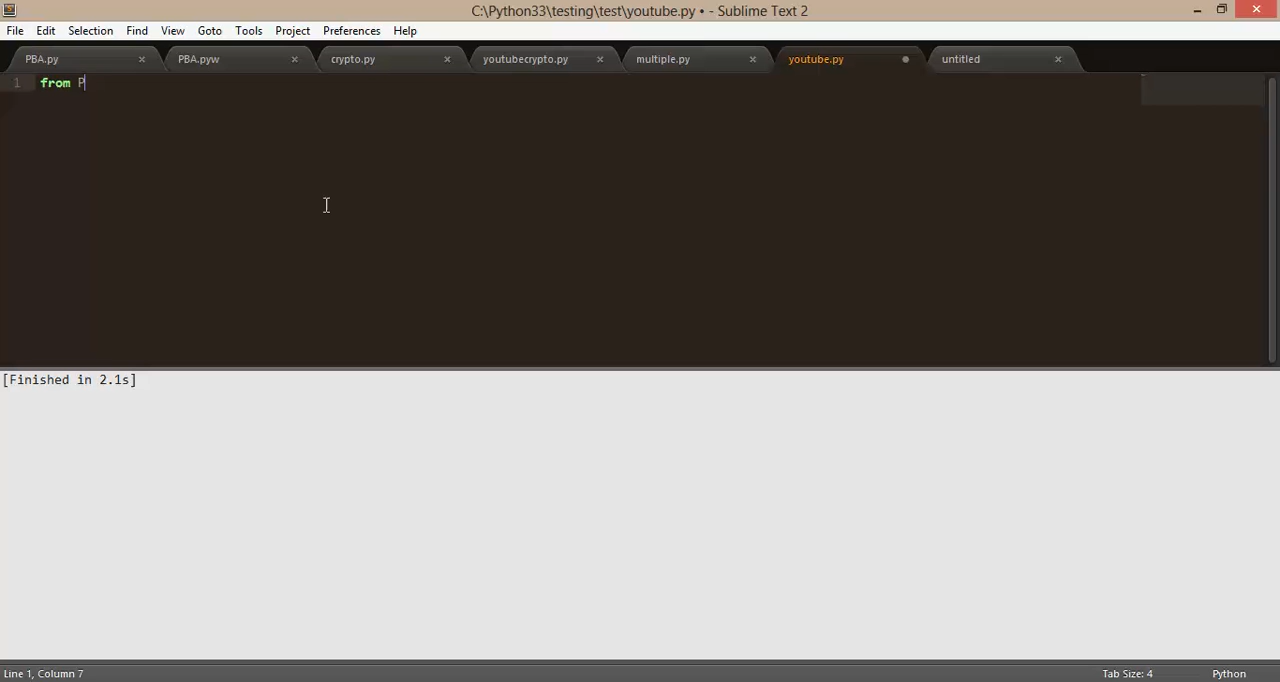 C:\Python33\testing\test\youtube.py • - Sublime Text 2
File Edit Selection Find View Goto Tools Project Preferences Help
PBA.py PBA.pyw crypto.py youtubecrypto.py multiple.py youtube.py untitled
1 from P
[Finished in 2.1s]
Line 1, Column 7 Tab Size: 4 Python